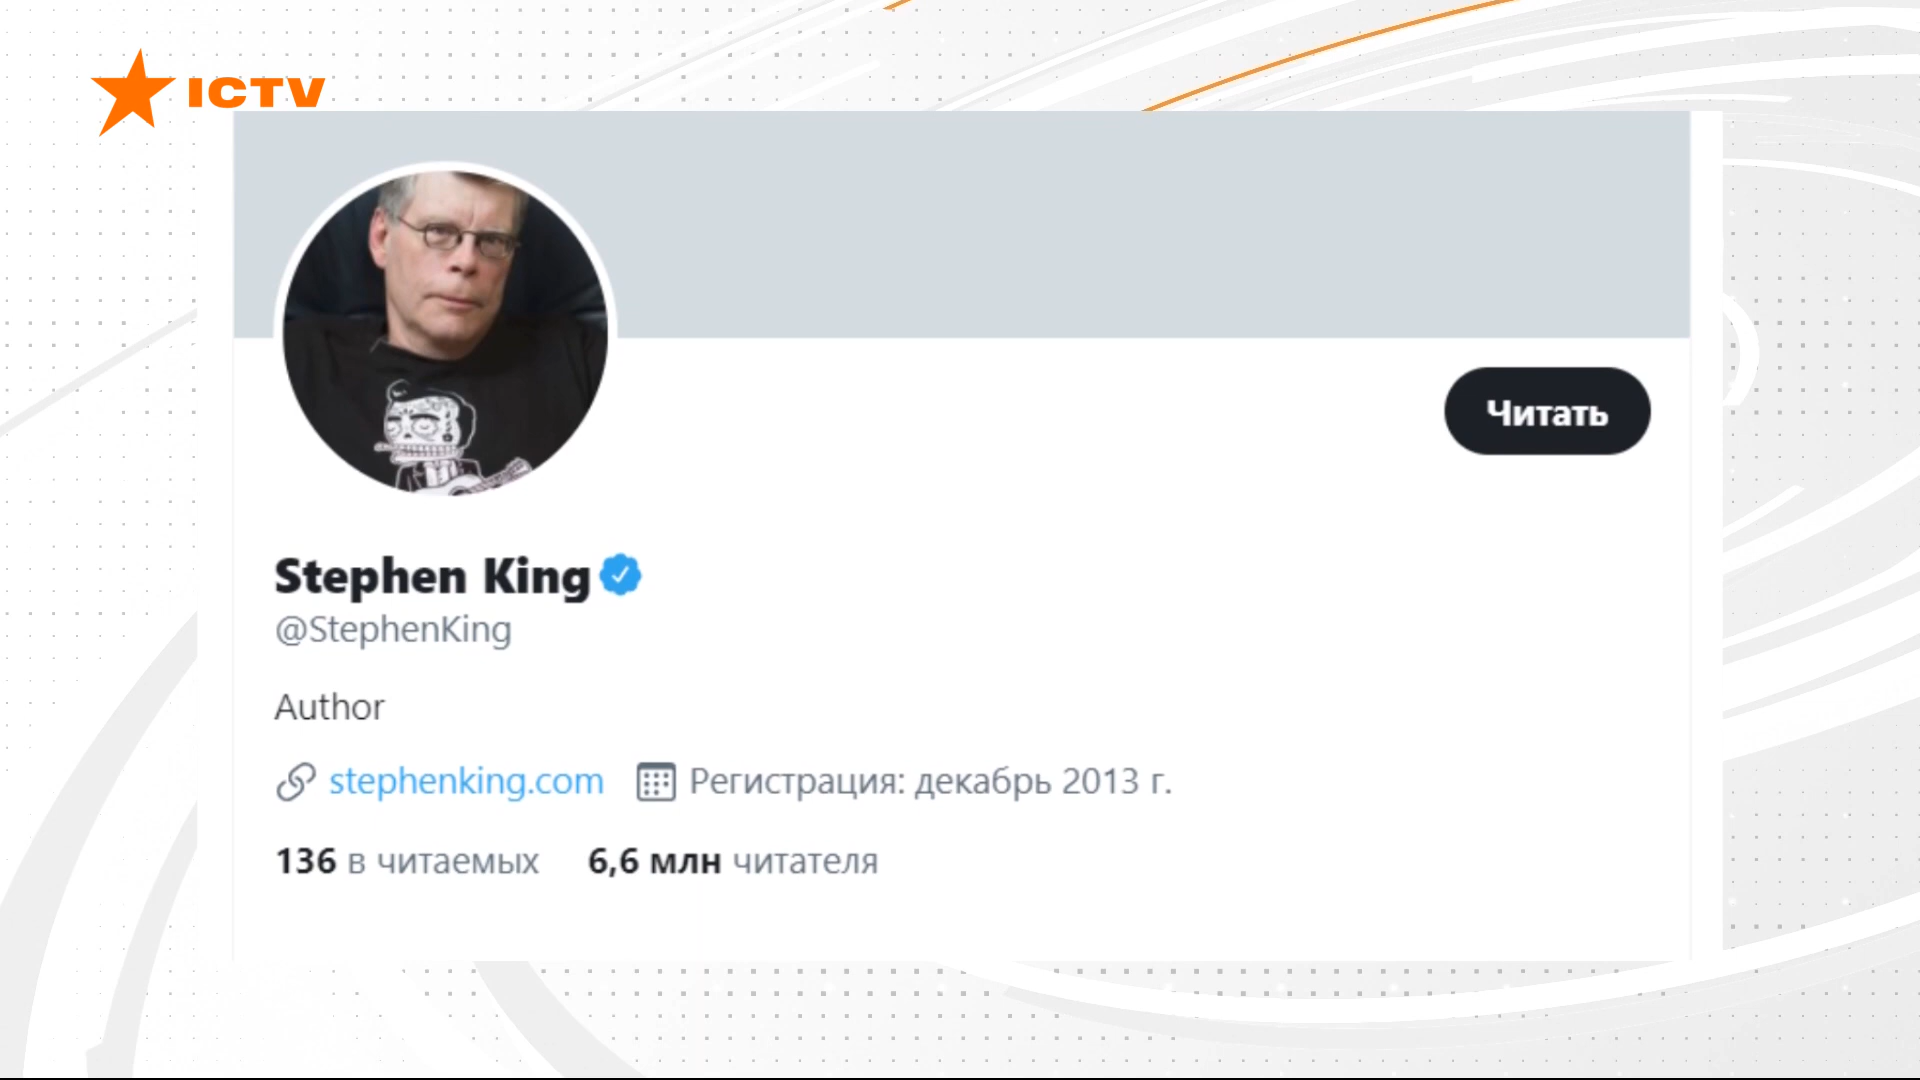 ICTV
Читать
Stephen King
@StephenKing
Author
stephenking.com Регистрация: декабрь 2013 г.
136 в читаемых 6,6 млн читателя